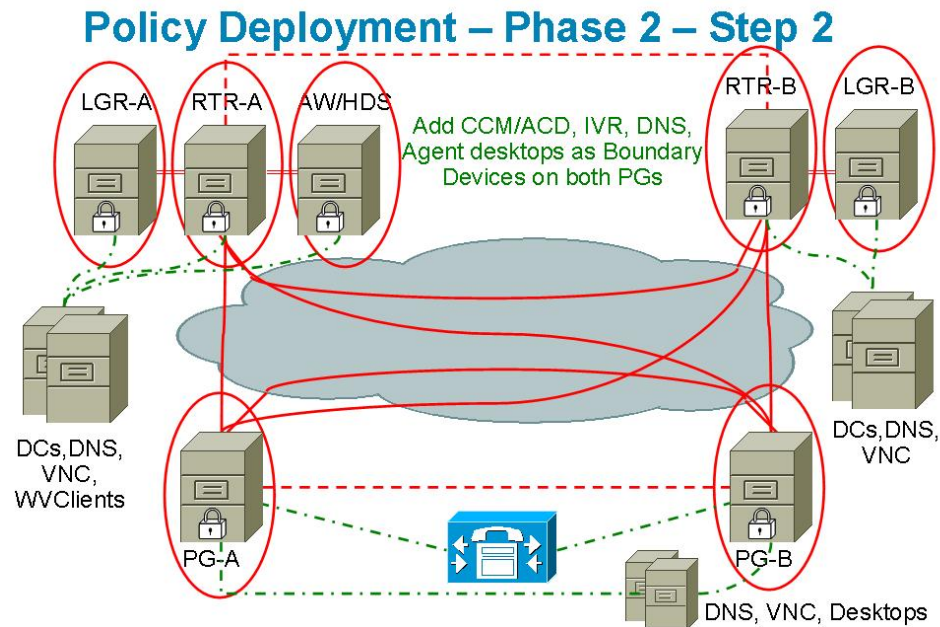 Policy Deployment – Phase 2 – Step 2
LGR-A
RTR-A
AW/HDS
RTR-B
LGR-B
Add CCM/ACD, IVR, DNS,
Agent desktops as Boundary
Devices on both PGs
DCs,DNS,
VNC,
WVClients
DCs,DNS,
VNC
PG-A
PG-B
DNS, VNC, Desktops